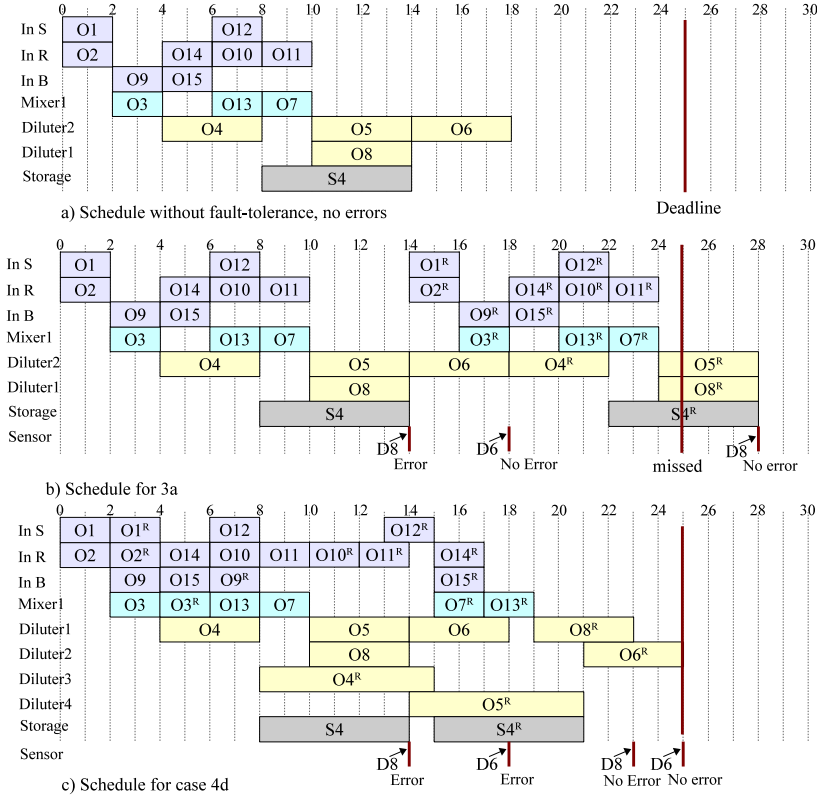 0 2 4 6 8 10 12 14 16 18 20 22 24 26 28 30
In S O1 O12
In R O2 O14 O10 O11
In B O9 O15
Mixer1 O3 O13 O7
Diluter2 O4 O5 O6
Diluter1 O8
Storage S4
Deadline
a) Schedule without fault-tolerance, no errors
0 2 4 6 8 10 12 14 16 18 20 22 24 26 28 30
In S O1 O12 O1R O12R
In R O2 O14 O10 O11 O2R O14R O10R O11R
In B O9 O15 O9R O15R
Mixer1 O3 O13 O7 O3R O13R O7R
Diluter2 O4 O5 O6 O4R O5R
Diluter1 O8 O8R
Storage S4 S4R
Sensor D8 D6 D8
Error No Error missed No error
b) Schedule for 3a
0 2 4 6 8 10 12 14 16 18 20 22 24 26 28 30
In S O1 O1R O12 O12R
In R O2 O2R O14 O10 O11 O10R O11R O14R
In B O9 O15 O9R O15R
Mixer1 O3 O3R O13 O7 O7R O13R
Diluter1 O4 O5 O6 O8R
Diluter2 O8 O6R
Diluter3 O4R
Diluter4 O5R
Storage S4 S4R
Sensor D8 D6 D8 D6
Error Error No Error No error
c) Schedule for case 4d